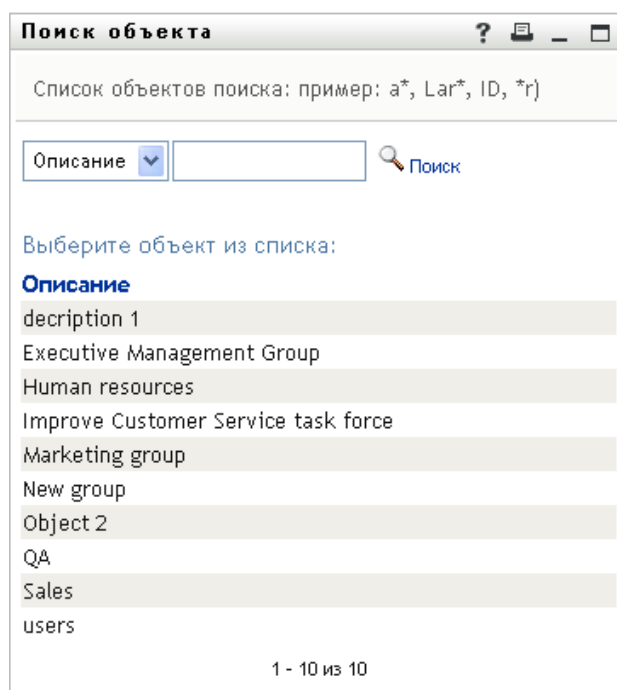 Поиск объекта
Список объектов поиска: пример: a*, Lar*, ID, *r)
Описание Поиск
Выберите объект из списка:
Описание
decription 1
Executive Management Group
Human resources
Improve Customer Service task force
Marketing group
New group
Object 2
QA
Sales
users
1 - 10 из 10